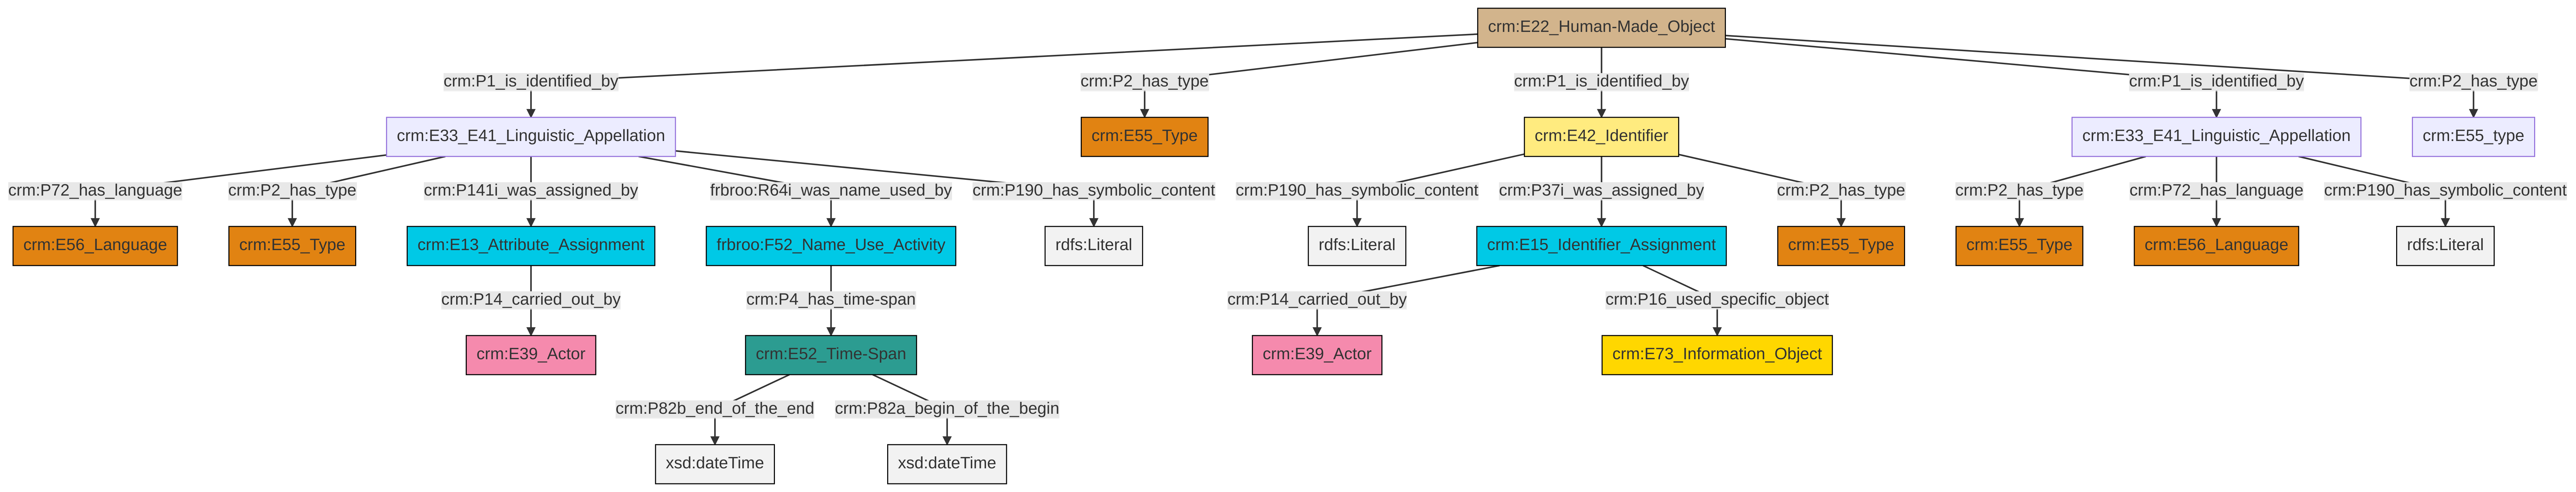 crm:E22_Human-Made_Object
crm:P1_is_identified_by
crm:P2_has_type
crm:P1_is_identified_by
crm:P1_is_identified_by
crm:P2_has_type
crm:E33_E41_Linguistic_Appellation
crm:E55_Type
crm:E42_Identifier
crm:E33_E41_Linguistic_Appellation
crm:E55_type
crm:P72_has_language
crm:P2_has_type
crm:P141i_was_assigned_by
frbroo:R64i_was_name_used_by
crm:P190_has_symbolic_content
crm:P190_has_symbolic_content
crm:P37i_was_assigned_by
crm:P2_has_type
crm:P2_has_type
crm:P72_has_language
crm:P190_has_symbolic_content
crm:E56_Language
crm:E55_Type
crm:E13_Attribute_Assignment
frbroo:F52_Name_Use_Activity
rdfs:Literal
rdfs:Literal
crm:E15_Identifier_Assignment
crm:E55_Type
crm:E55_Type
crm:E56_Language
rdfs:Literal
crm:P14_carried_out_by
crm:P4_has_time-span
crm:P14_carried_out_by
crm:P16_used_specific_object
crm:E39_Actor
crm:E52_Time-Span
crm:E39_Actor
crm:E73_Information_Object
crm:P82b_end_of_the_end
crm:P82a_begin_of_the_begin
xsd:dateTime
xsd:dateTime